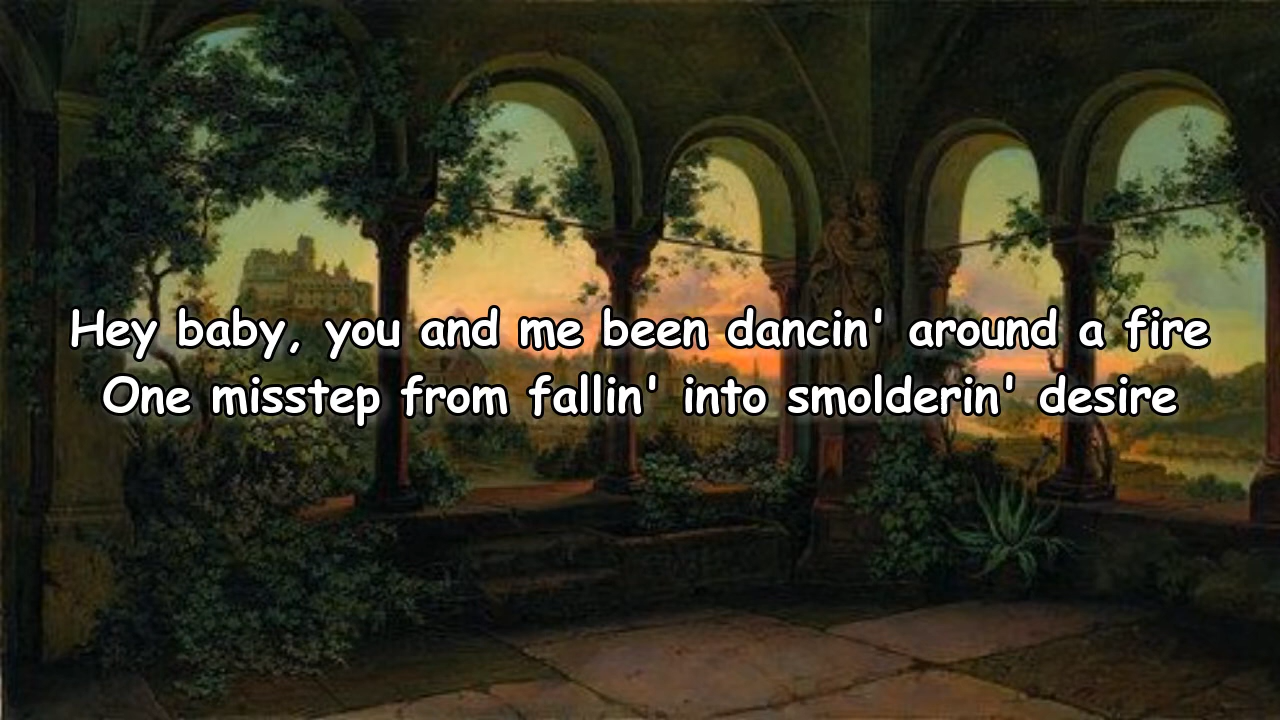 Hey baby, you and me been dancin' around a fire
One misstep from fallin' into smolderin' desire